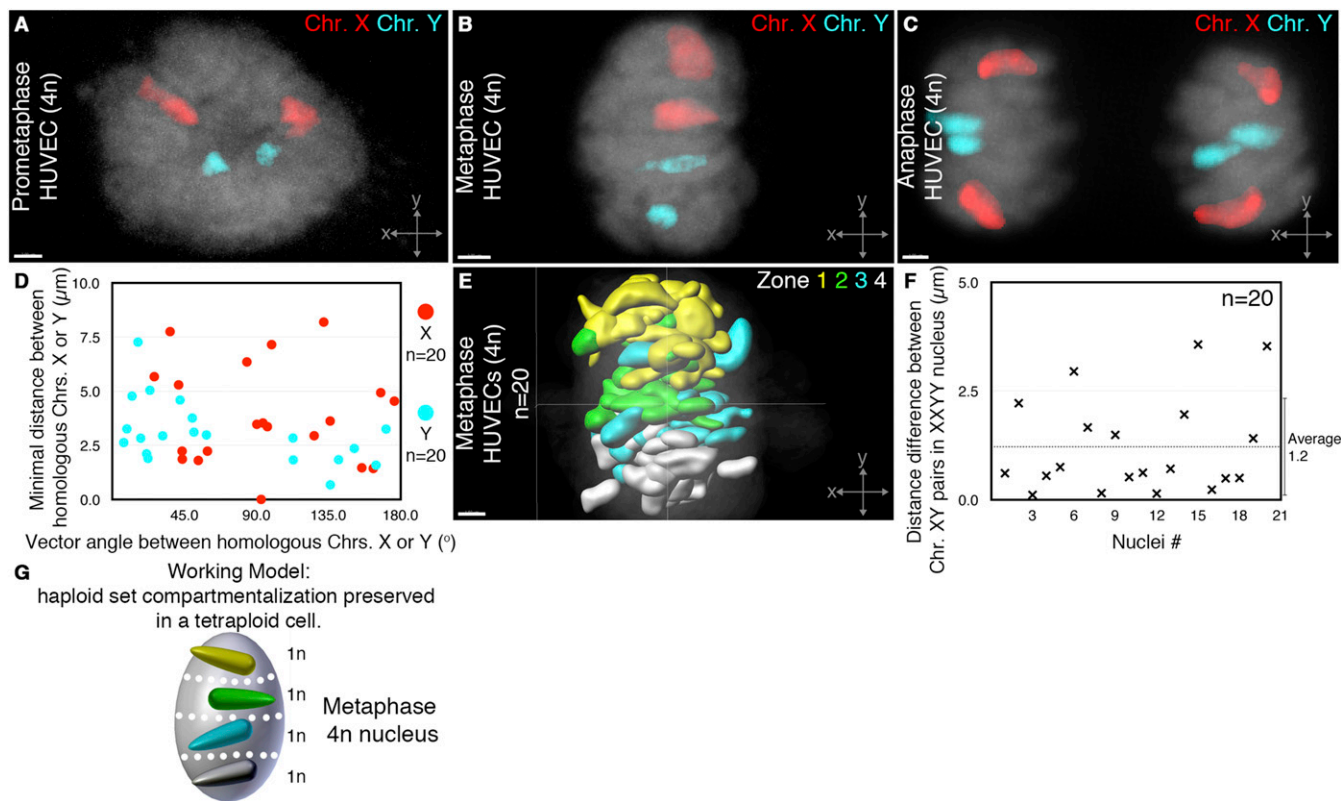 A
Chr. X Chr. Y
Prometaphase
HUVEC (4n)
y
x
B
Chr. X Chr. Y
Metaphase
HUVEC (4n)
y
x
C
Chr. X Chr. Y
Anaphase
HUVEC (4n)
y
x
D
Minimal distance between
homologous Chrs. X or Y (µm)
10.0
7.5
5.0
2.5
0.0
45.0 90.0 135.0 180.0
Vector angle between homologous Chrs. X or Y (º)
X
n=20
Y
n=20
E
Zone 1 2 3 4
Metaphase
HUVECs (4n)
n=20
y
x
F
n=20
Distance difference between
Chr. XY pairs in XXYY nucleus (µm)
5.0
2.5
0.0
3 6 9 12 15 18 21
Nuclei #
Average
1.2
G
Working Model:
haploid set compartmentalization preserved
in a tetraploid cell.
1n
1n
1n
1n
Metaphase
4n nucleus